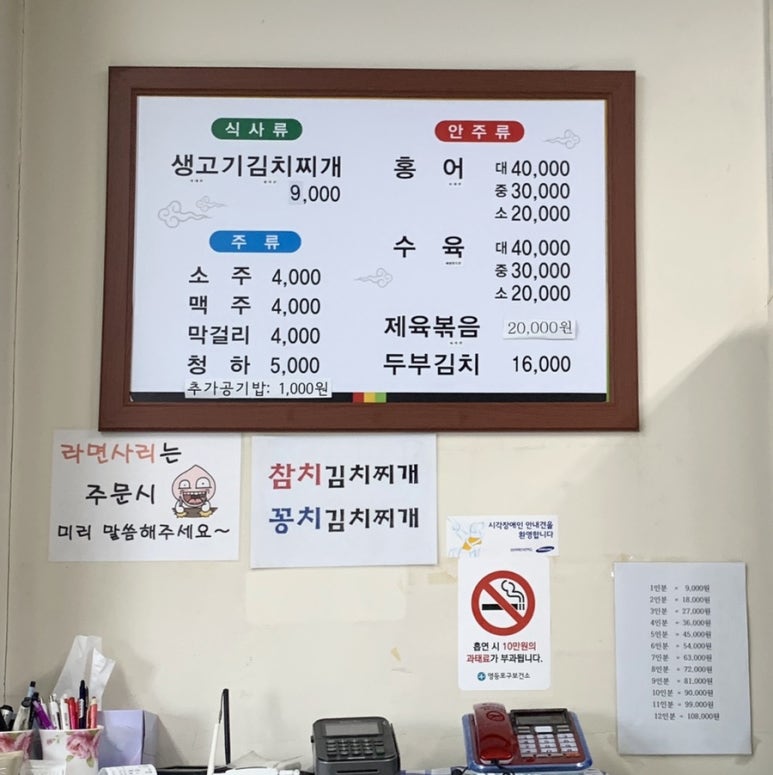 식사류
생고기김치찌개
9,000
주류
소주 4,000
맥주 4,000
막걸리 4,000
청하 5,000
추가공기밥: 1,000원
안주류
홍어 대 40,000
중 30,000
소 20,000
수육 대 40,000
중 30,000
소 20,000
제육볶음 20,000원
두부김치 16,000
라면사리는
주문시
미리 말씀해주세요~
참치김치찌개
꽁치김치찌개
시각장애인 안내견을
환영합니다
흡연 시 10만원의
과태료가 부과됩니다.
영등포구보건소
1인분 = 9,000원
2인분 = 18,000원
3인분 = 27,000원
4인분 = 36,000원
5인분 = 45,000원
6인분 = 54,000원
7인분 = 63,000원
8인분 = 72,000원
9인분 = 81,000원
10인분 = 90,000원
11인분 = 99,000원
12인분 = 108,000원